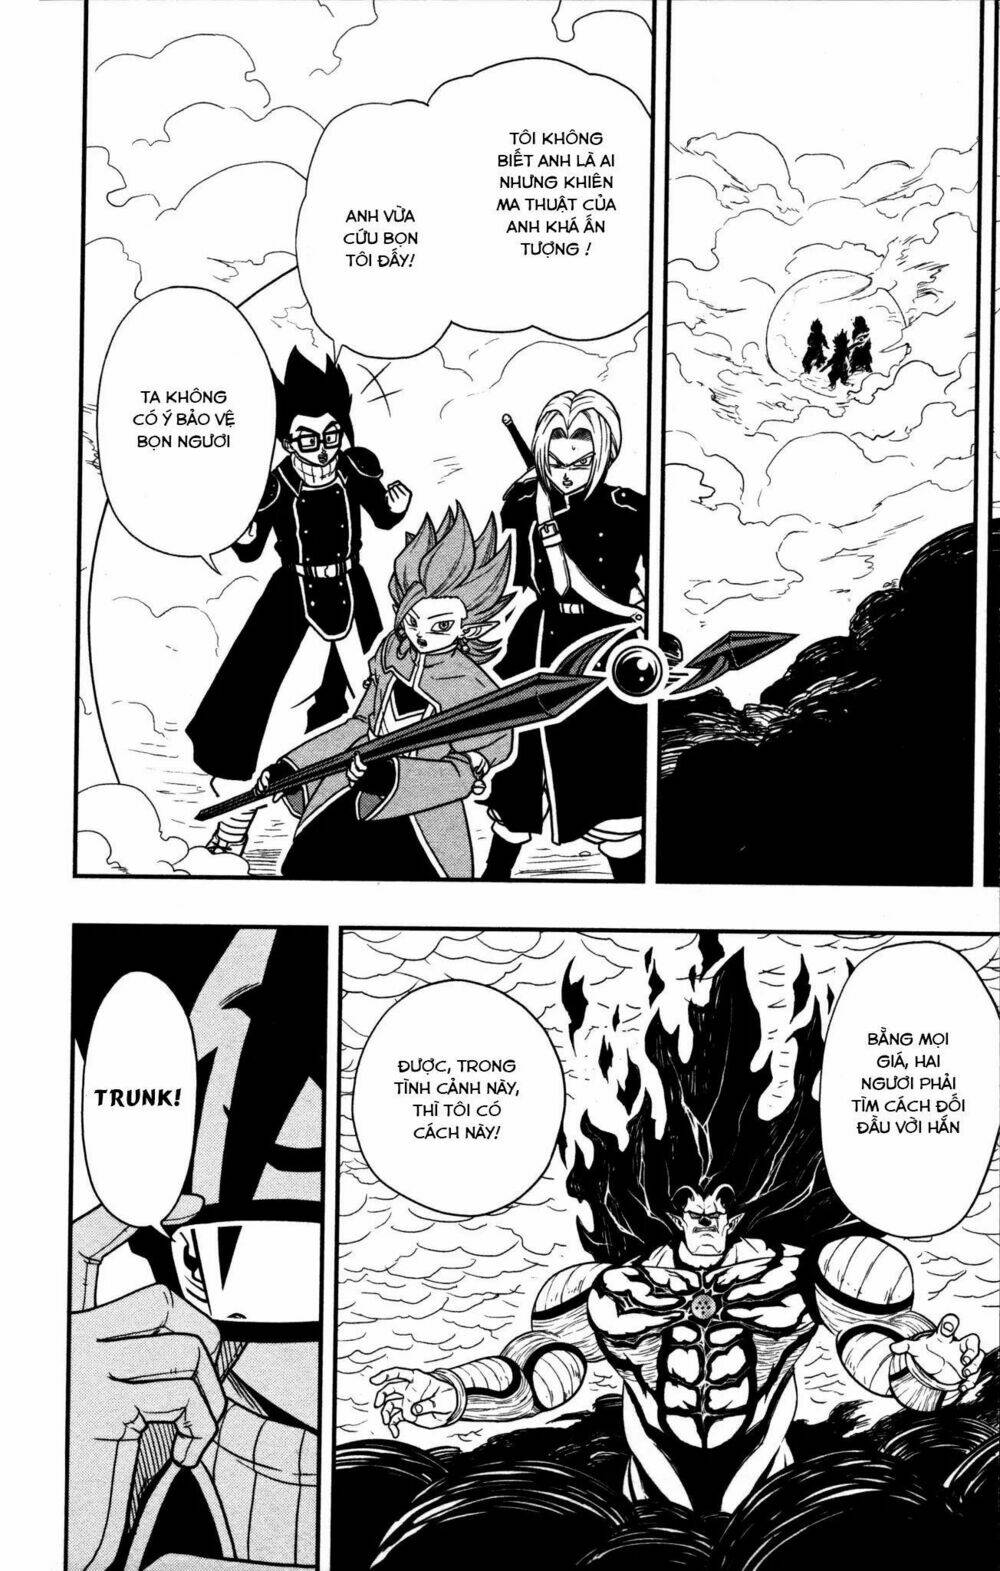 TÔI KHÔNG
BIẾT ANH LÀ AI
NHƯNG KHIÊN
MA THUẬT CỦA
ANH KHÁ ẤN
TƯỢNG !
ANH VỪA
CỨU BỌN
TÔI ĐẤY!
TA KHÔNG
CÓ Ý BẢO VỆ
BỌN NGƯƠI
BẰNG MỌI
GIÁ, HAI
NGƯƠI PHẢI
TÌM CÁCH ĐỐI
ĐẦU VỜI HẮN
ĐƯỢC, TRONG
TÌNH CẢNH NÀY,
THÌ TÔI CÓ
CÁCH NÀY!
TRUNK!